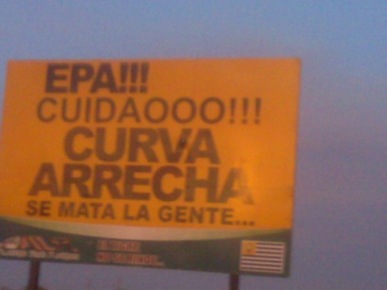 EPA!!!
CUIDAOOO!!!
CURVA
ARRECHA
SE MATA LA GENTE...